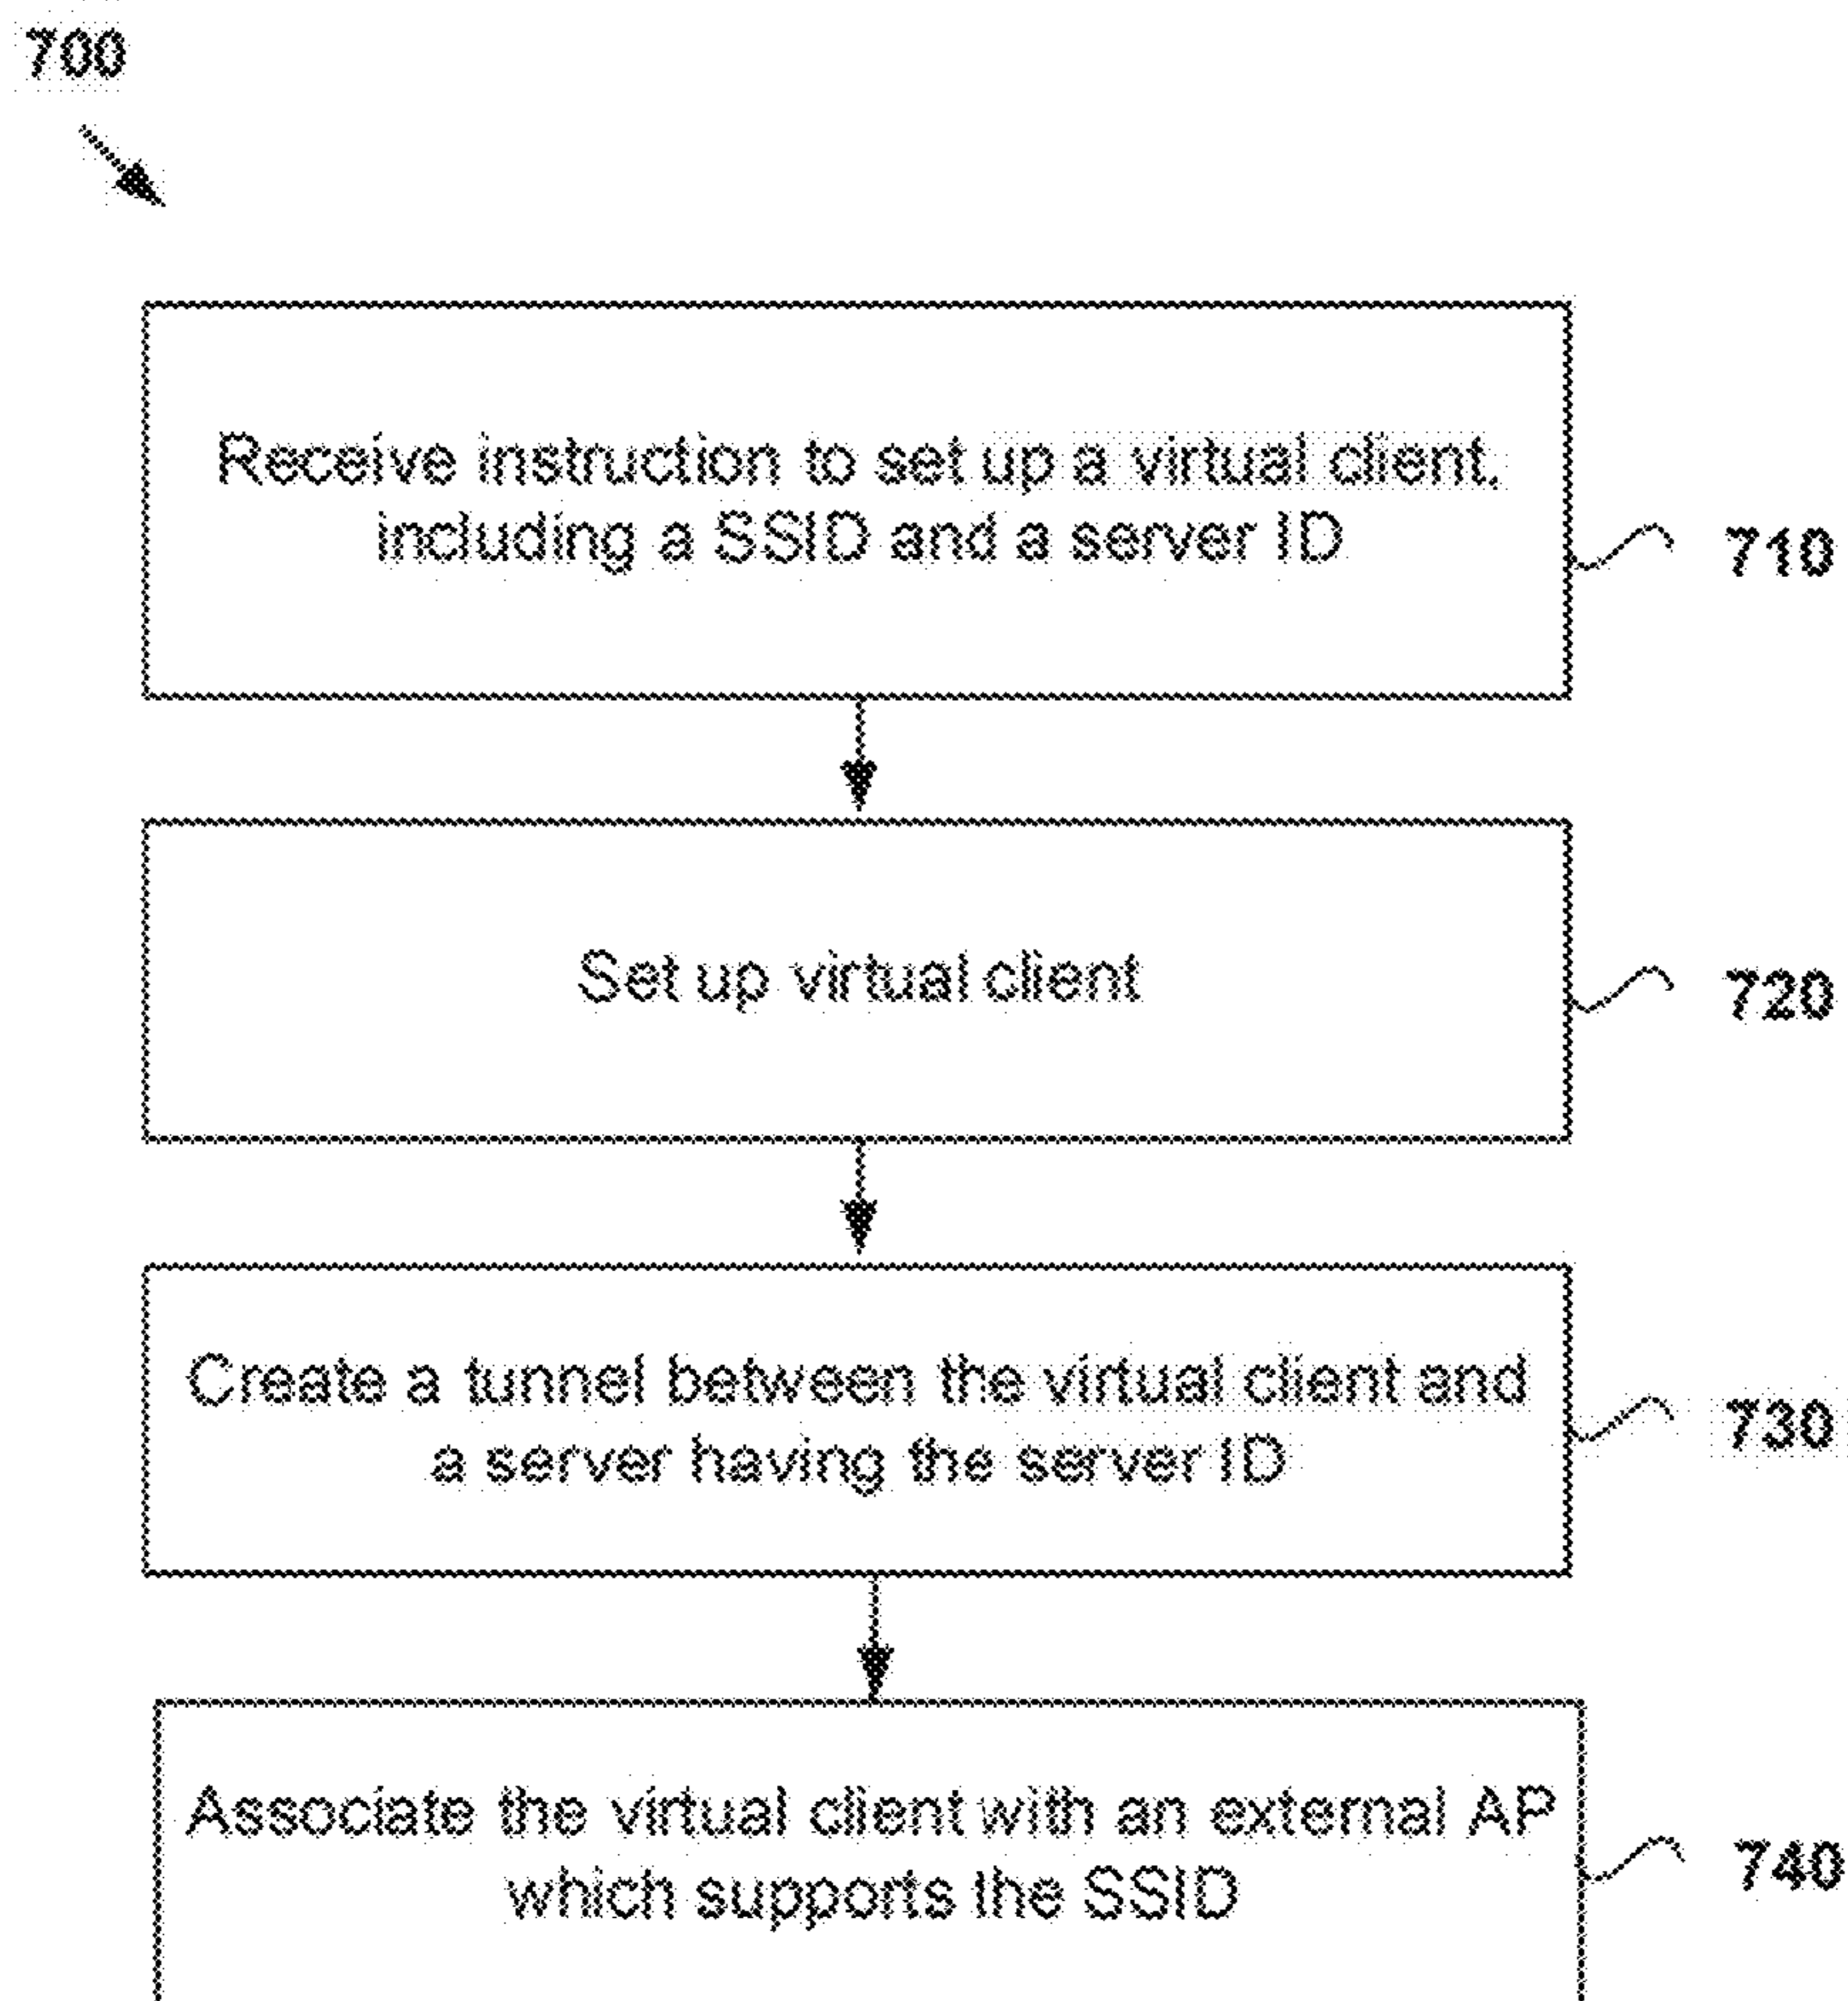 700
Receive instruction to set up a virtual client,
including a SSID and a server ID
710
Set up virtual client
720
Create a tunnel between the virtual client and
a server having the server ID
730
Associate the virtual client with an external AP
which supports the SSID
740